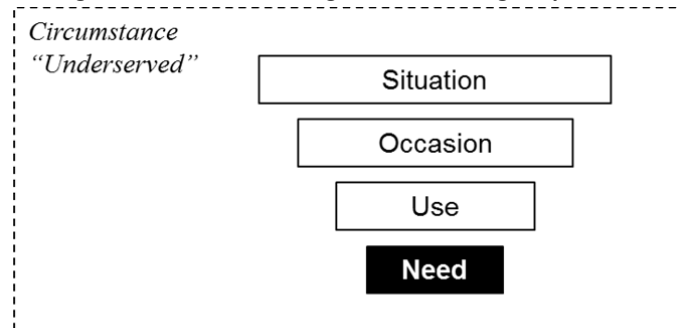 Circumstance
“Underserved”
Situation
Occasion
Use
Need